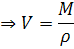 ⇒ V = M/ρ